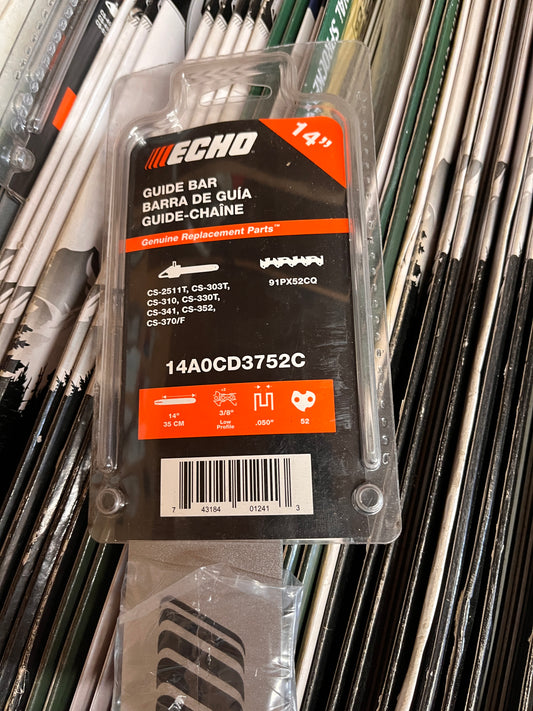 14"
ECHO
GUIDE BAR
BARRA DE GUÍA
GUIDE-CHAÎNE
Genuine Replacement Parts™
CS-2511T, CS-303T,
CS-310, CS-330T,
CS-341, CS-352,
CS-370/F
91PX52CQ
14A0CD3752C
14"
35 CM
x2
3/8"
Low
Profile
.050"
52
7 43184 01241 3